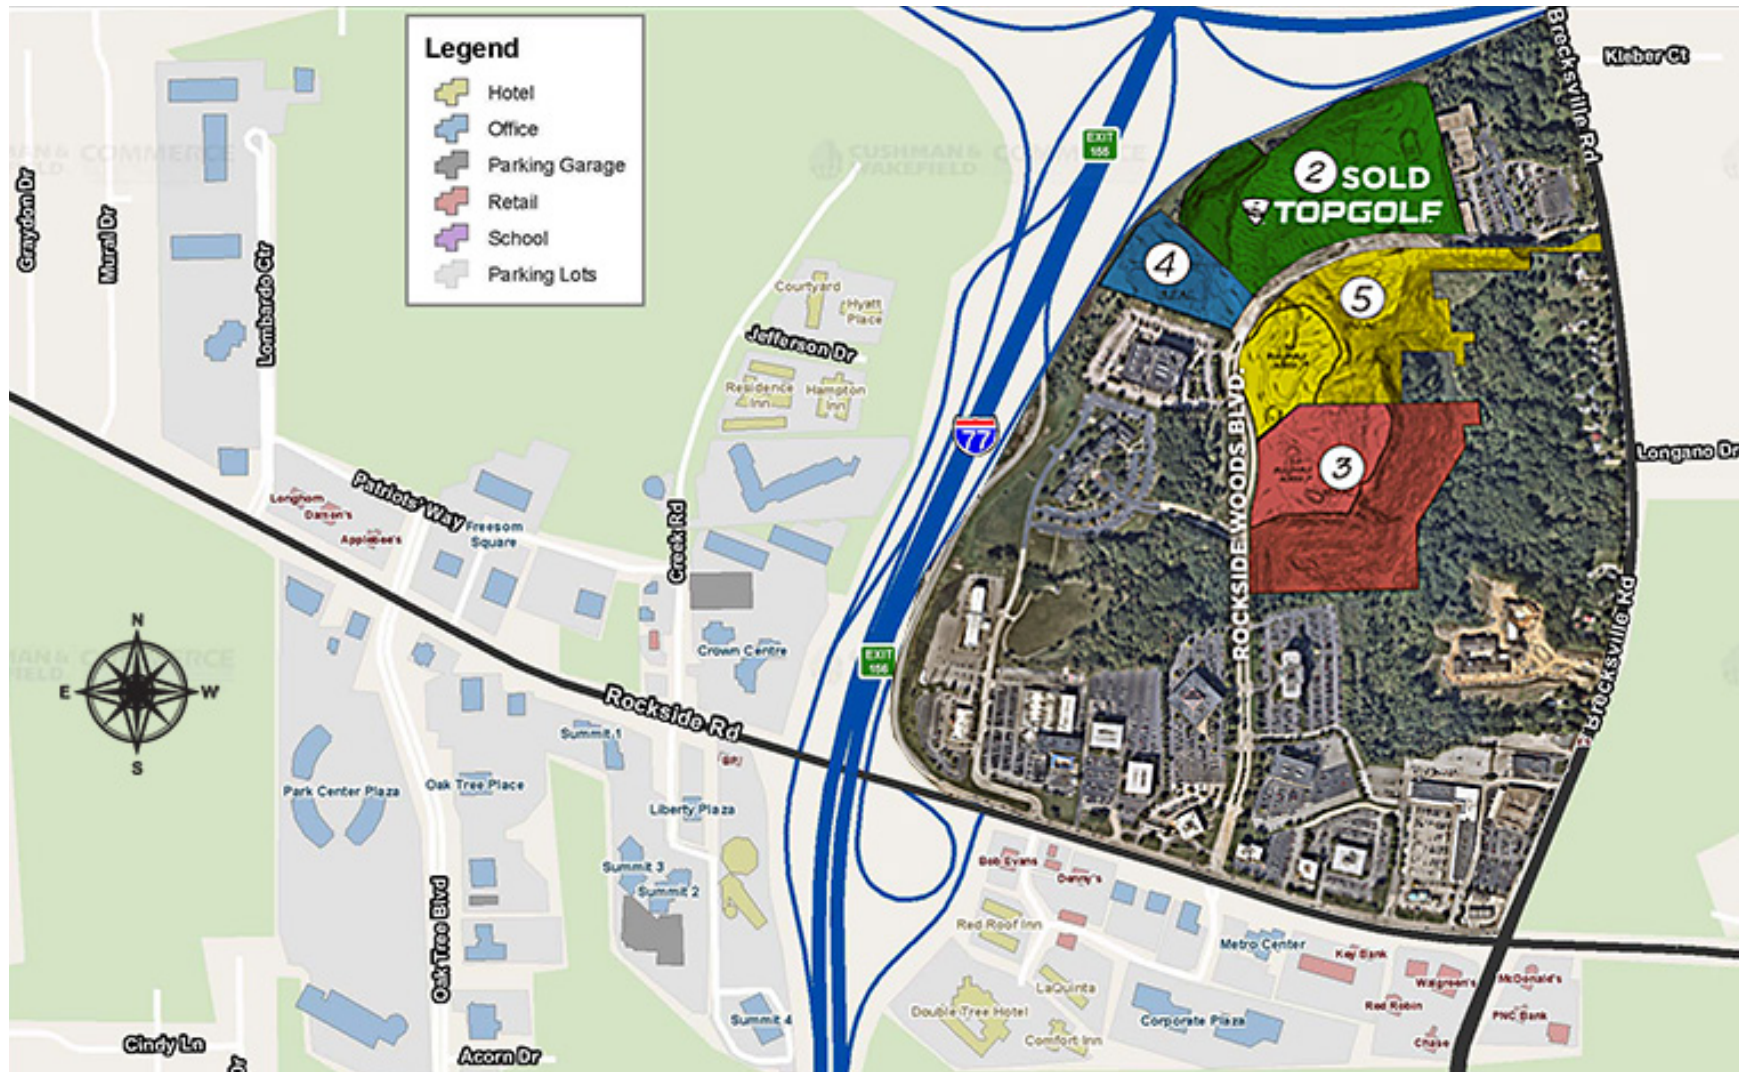 Legend
Hotel
Office
Parking Garage
Retail
School
Parking Lots
Graydon Dr
Mural Dr
Lombardo Ctr
COMMERCE
CUSHMAN &
WAKEFIELD
EXIT
155
Brecksville Rd
Kleber Ct
2 SOLD
TOPGOLF
4
5
3
ROCKSIDE WOODS BLVD.
Longano Dr
Brecksville Rd
77
Courtyard
Hyatt
Place
Jefferson Dr
Residence
Inn
Hampton
Inn
Patriots' Way
Longhorn
Damon's
Applebee's
Freesom
Square
Creek Rd
Crown Centre
EXIT
156
N
E
W
S
Rockside Rd
Summit 1
BP/
Park Center Plaza
Oak Tree Place
Liberty Plaza
Summit 3
Summit 2
Oak Tree Blvd
Summit 4
Cindy Ln
Dr
Acorn Dr
Bob Evans
Denny's
Red Roof Inn
LaQuinta
Double Tree Hotel
Comfort Inn
Metro Center
Corporate Plaza
Key Bank
Walgreen's
Red Robin
Chase
McDonald's
PNC Bank